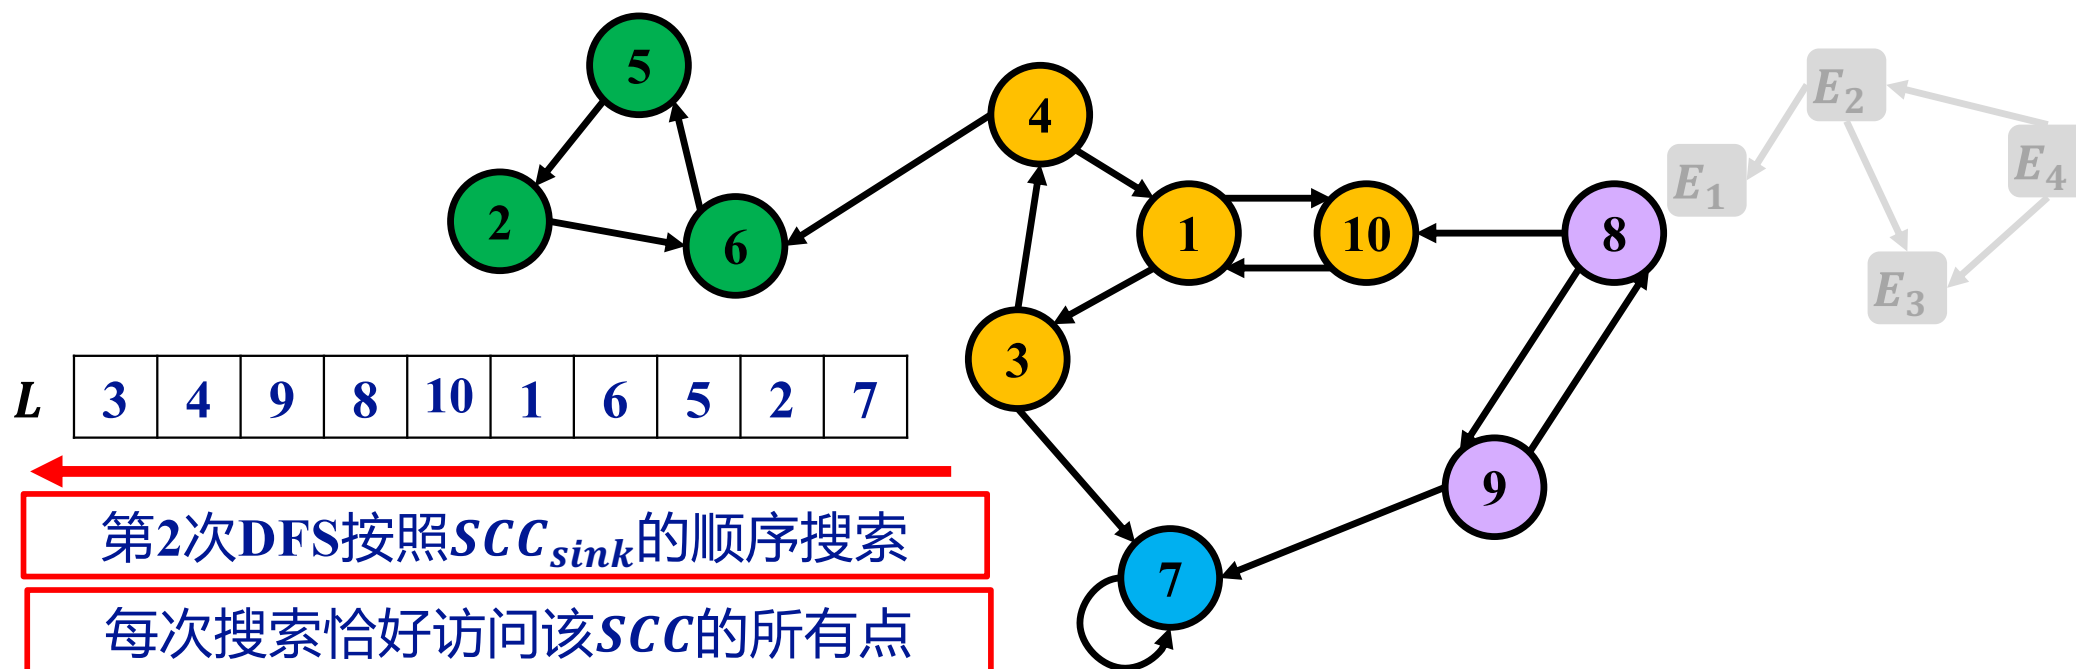 5
4
2
6
1
10
8
3
9
7
E₁
E₂
E₃
E₄
L 3 4 9 8 10 1 6 5 2 7
第2次DFS按照SCC_sink的顺序搜索
每次搜索恰好访问该SCC的所有点